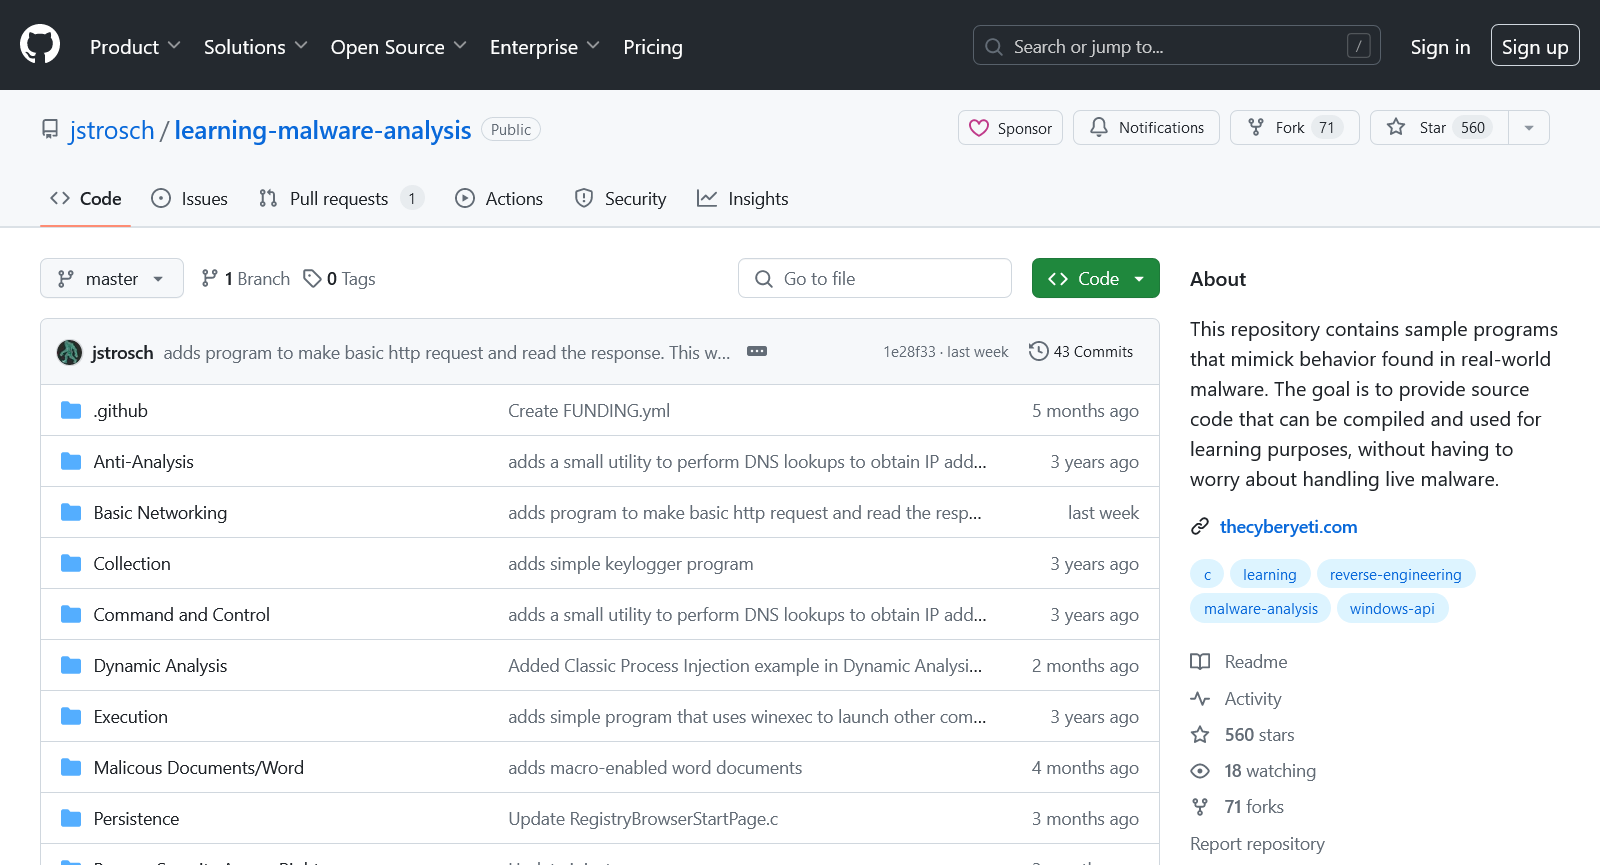 Product Solutions Open Source Enterprise Pricing Search or jump to... / Sign in Sign up
jstrosch / learning-malware-analysis Public Sponsor Notifications Fork 71 Star 560
Code Issues Pull requests 1 Actions Security Insights
master 1 Branch 0 Tags Go to file Code
jstrosch adds program to make basic http request and read the response. This w... 1e28f33 · last week 43 Commits
.github Create FUNDING.yml 5 months ago
Anti-Analysis adds a small utility to perform DNS lookups to obtain IP add... 3 years ago
Basic Networking adds program to make basic http request and read the resp... last week
Collection adds simple keylogger program 3 years ago
Command and Control adds a small utility to perform DNS lookups to obtain IP add... 3 years ago
Dynamic Analysis Added Classic Process Injection example in Dynamic Analysi... 2 months ago
Execution adds simple program that uses winexec to launch other com... 3 years ago
Malicous Documents/Word adds macro-enabled word documents 4 months ago
Persistence Update RegistryBrowserStartPage.c 3 months ago
About
This repository contains sample programs
that mimick behavior found in real-world
malware. The goal is to provide source
code that can be compiled and used for
learning purposes, without having to
worry about handling live malware.
thecyberyeti.com
c learning reverse-engineering
malware-analysis windows-api
Readme
Activity
560 stars
18 watching
71 forks
Report repository